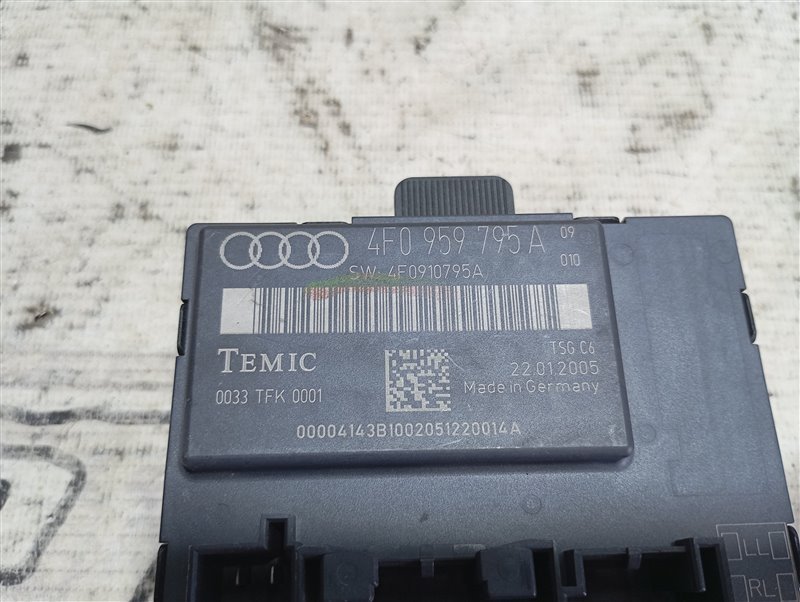 4F0 959 795 A 09
010
SW: 4F0910795A
TEMIC
TSG C6
22.01.2005
Made in Germany
0033 TFK 0001
00004143B1002051220014A
LL
RL